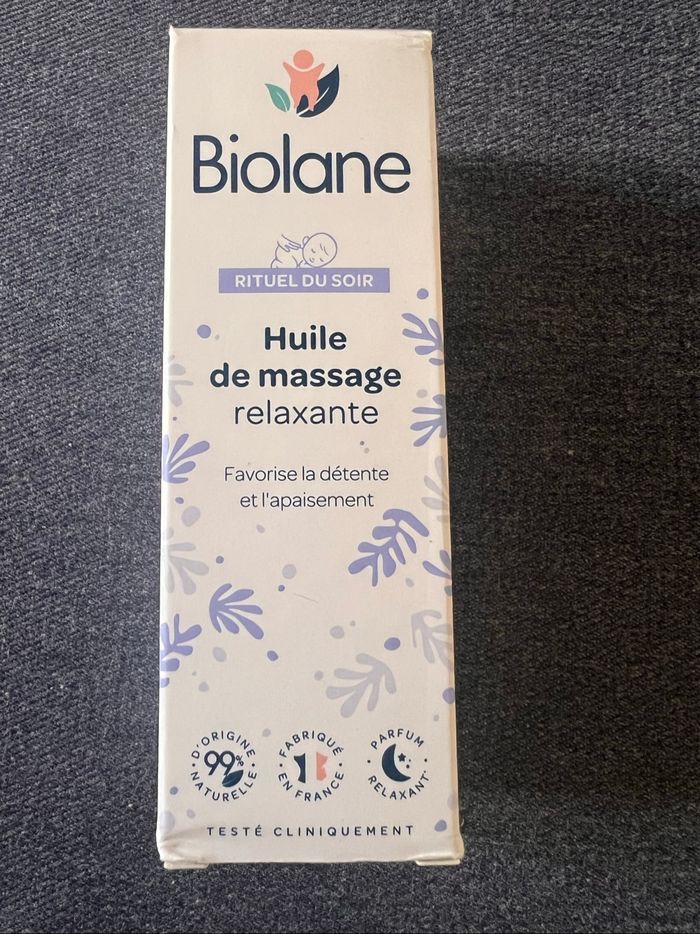 Biolane
RITUEL DU SOIR
Huile
de massage
relaxante
Favorise la détente
et l'apaisement
99%
D'ORIGINE
NATURELLE
FABRIQUÉ
EN FRANCE
PARFUM
RELAXANT*
TESTÉ CLINIQUEMENT